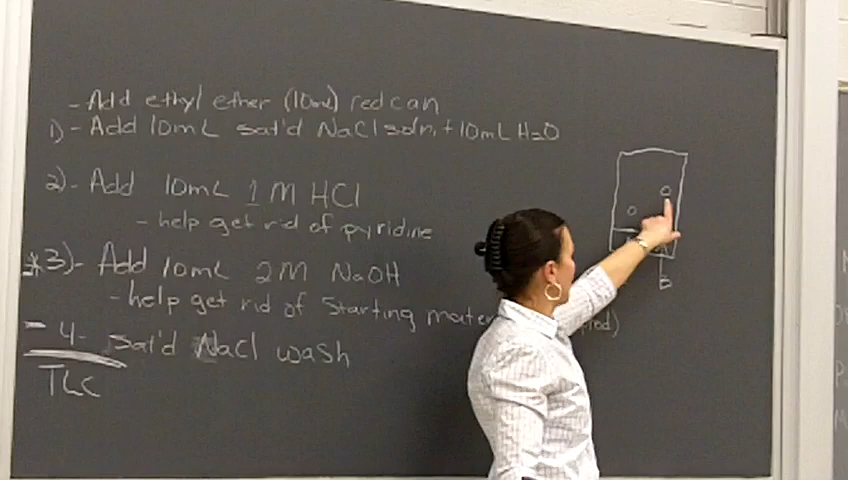 - Add ethyl ether (10mL) red can
1) - Add 10mL sat'd NaCl soln, + 10mL H2O
2) - Add 10mL 1M HCl
- help get rid of pyridine
*3) - Add 10mL 2M NaOH
- help get rid of Starting
- 4 - sat'd NaCl wash
TLC
B